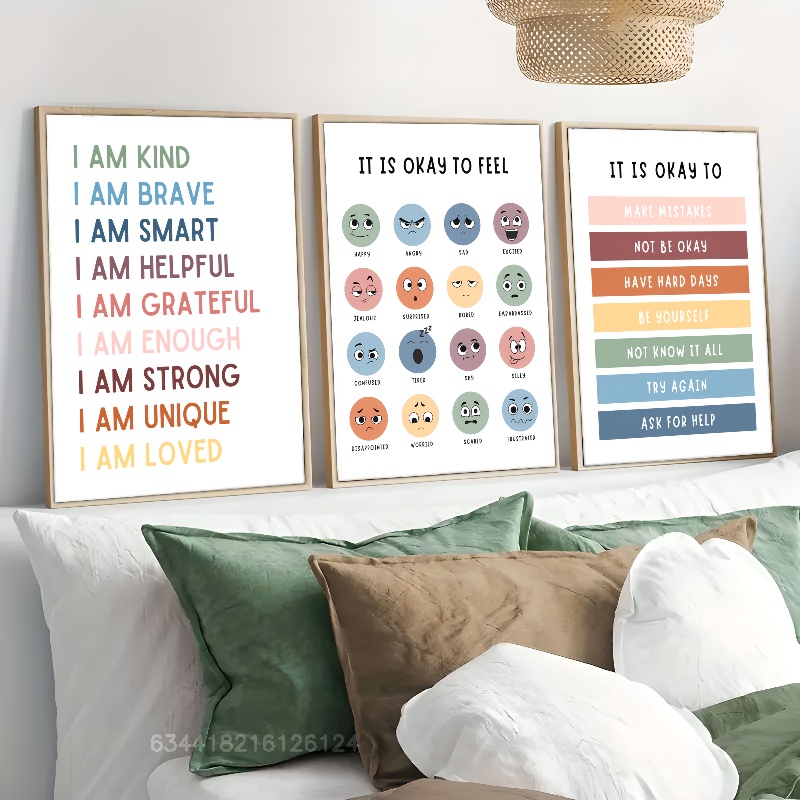 I AM KIND
I AM BRAVE
I AM SMART
I AM HELPFUL
I AM GRATEFUL
I AM ENOUGH
I AM STRONG
I AM UNIQUE
I AM LOVED
IT IS OKAY TO FEEL
HAPPY ANGRY SAD EXCITED
JEALOUS SURPRISED BORED EMBARRASSED
ZZZ
CONFUSED TIRED SHY SILLY
DISAPPOINTED WORRIED SCARED FRUSTRATED
IT IS OKAY TO
MAKE MISTAKES
NOT BE OKAY
HAVE HARD DAYS
BE YOURSELF
NOT KNOW IT ALL
TRY AGAIN
ASK FOR HELP
634418216126124